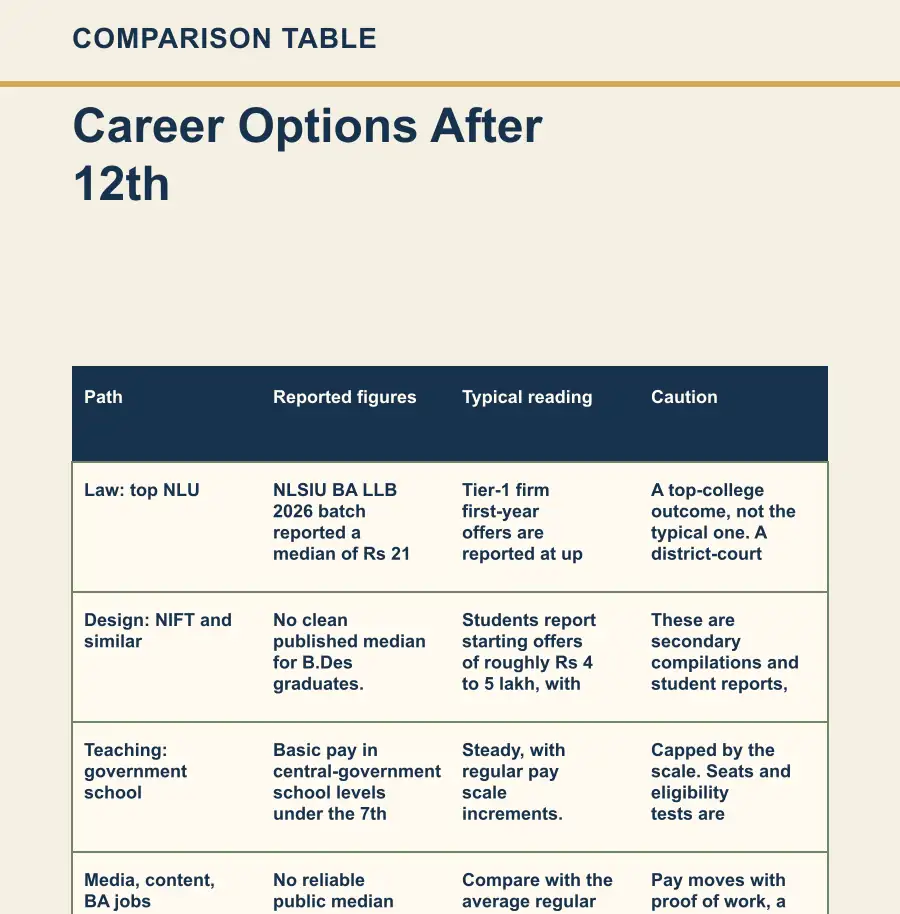 COMPARISON TABLE
Career Options After
12th
Path
Reported figures
Typical reading
Caution
Law: top NLU
NLSIU BA LLB
2026 batch
reported a
median of Rs 21
Tier-1 firm
first-year
offers are
reported at up
A top-college
outcome, not the
typical one. A
district-court
Design: NIFT and
similar
No clean
published median
for B.Des
graduates.
Students report
starting offers
of roughly Rs 4
to 5 lakh, with
These are
secondary
compilations and
student reports,
Teaching:
government
school
Basic pay in
central-government
school levels
under the 7th
Steady, with
regular pay
scale
increments.
Capped by the
scale. Seats and
eligibility
tests are
Media, content,
BA jobs
No reliable
public median
Compare with the
average regular
Pay moves with
proof of work, a